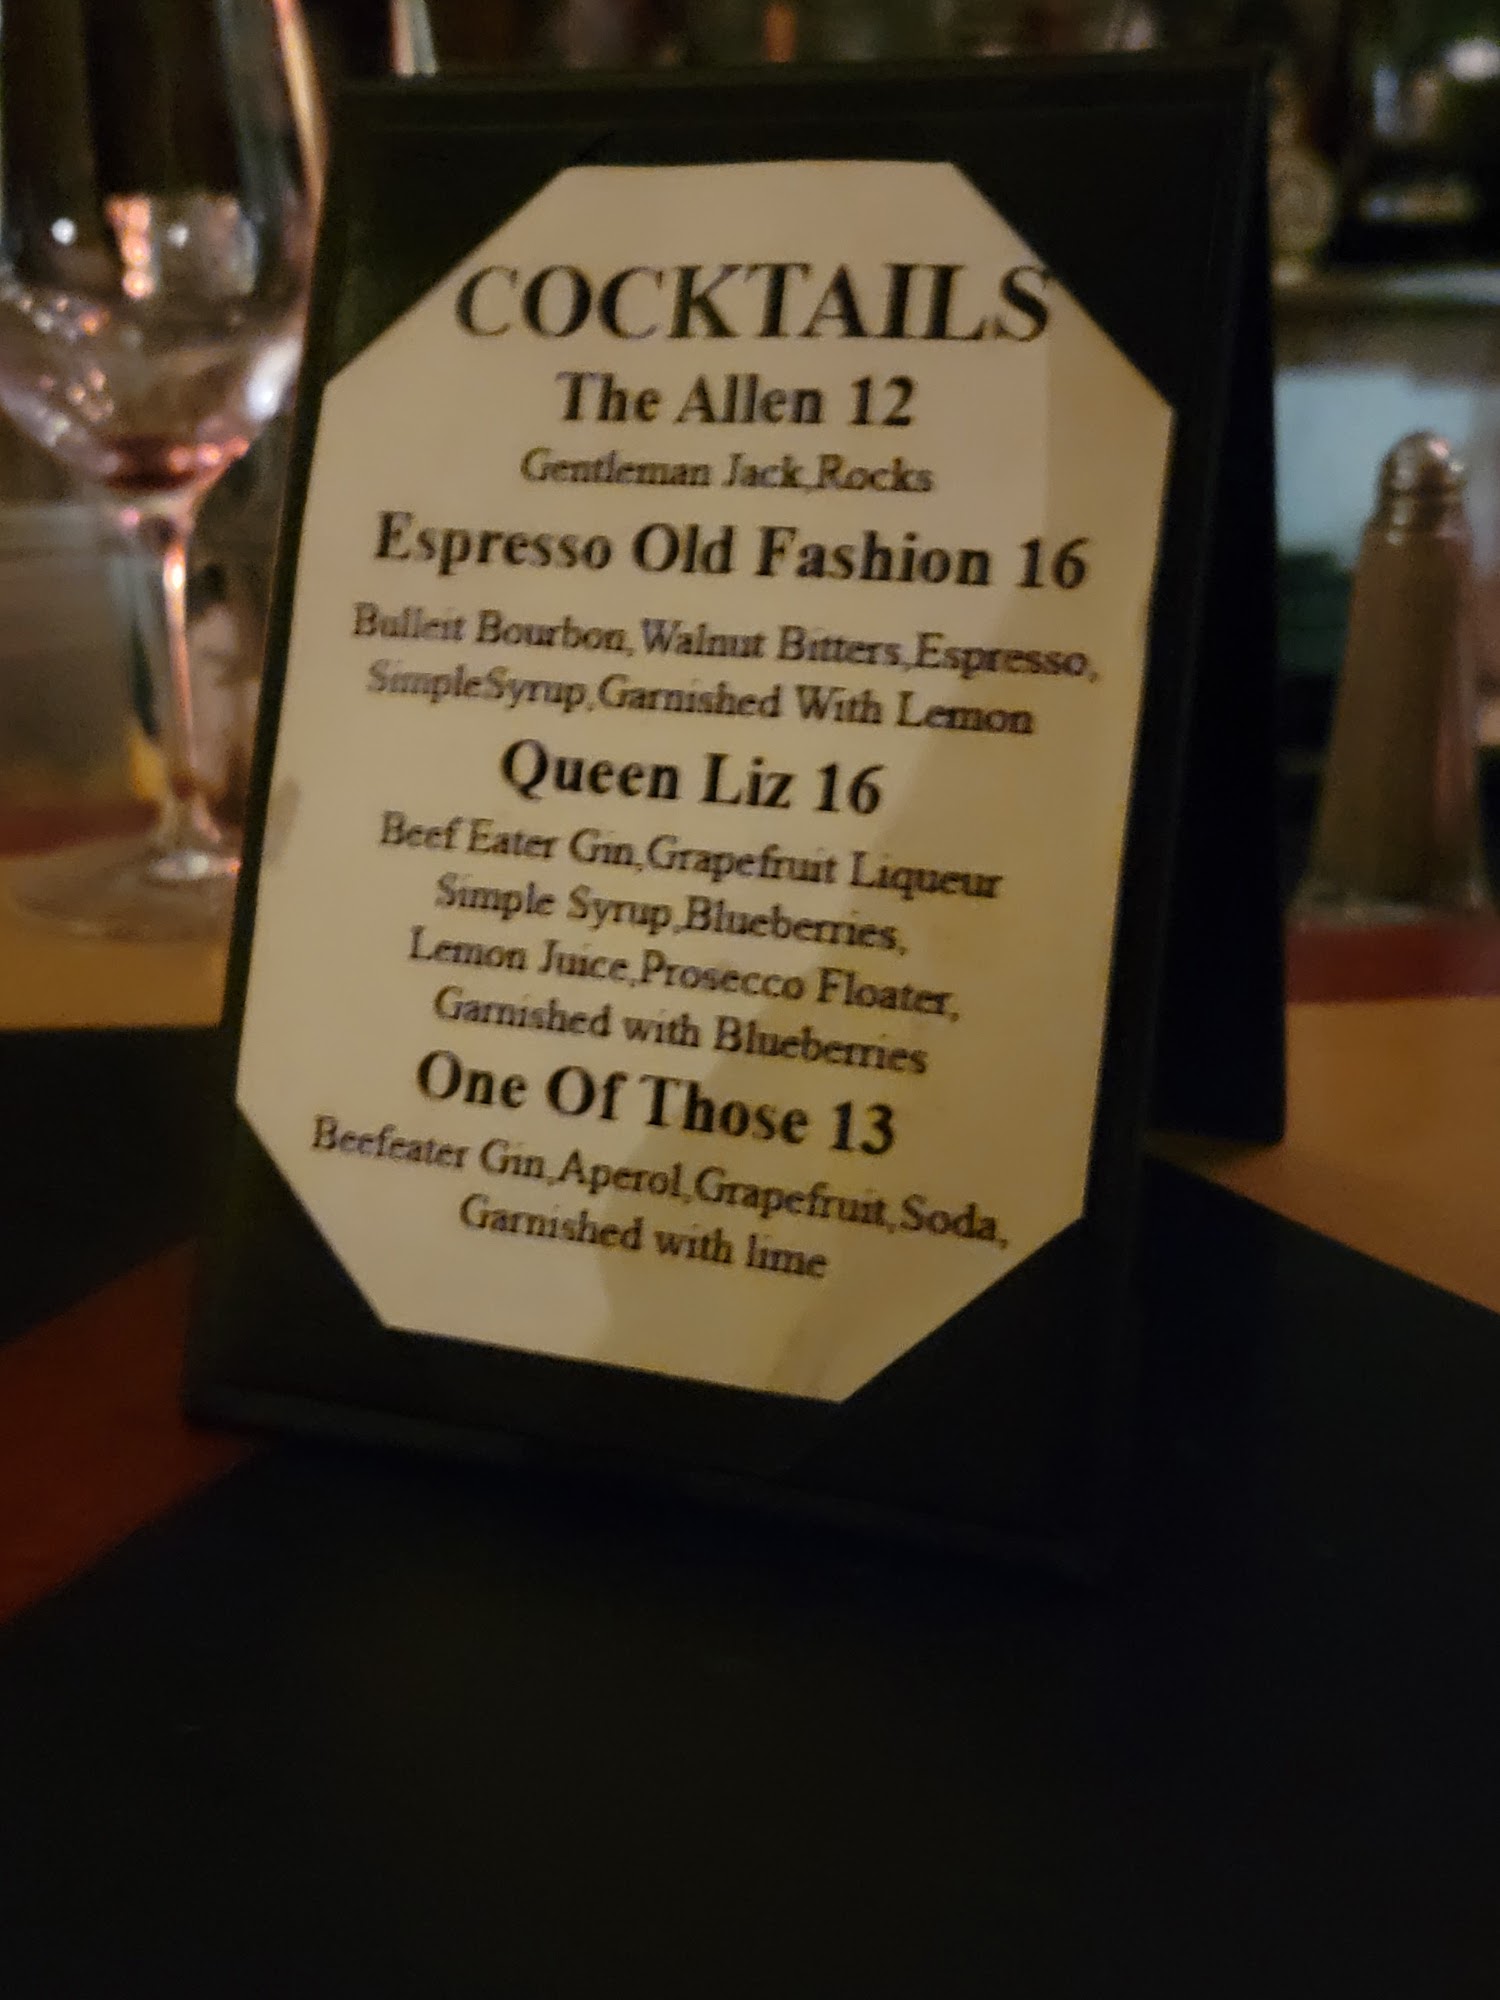 COCKTAILS
The Allen 12
Gentleman Jack,Rocks
Espresso Old Fashion 16
Bulleit Bourbon,Walnut Bitters,Espresso,
SimpleSyrup,Garnished With Lemon
Queen Liz 16
Beef Eater Gin,Grapefruit Liqueur
Simple Syrup,Blueberries,
Lemon Juice,Prosecco Floater,
Garnished with Blueberries
One Of Those 13
Beefeater Gin,Aperol,Grapefruit,Soda,
Garnished with lime